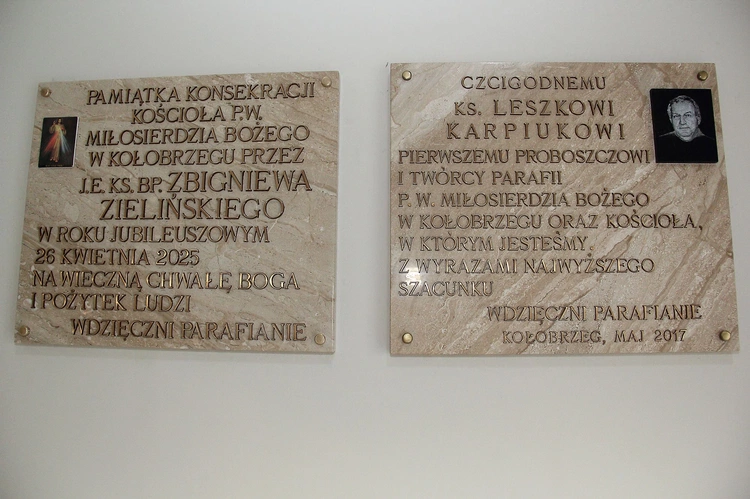 PAMIĄTKA KONSEKRACJI
KOŚCIOŁA P.W.
MIŁOSIERDZIA BOŻEGO
W KOŁOBRZEGU PRZEZ
J.E. KS. BP. ZBIGNIEWA
ZIELIŃSKIEGO
W ROKU JUBILEUSZOWYM
26 KWIETNIA 2025
NA WIECZNĄ CHWAŁĘ BOGA
I POŻYTEK LUDZI
WDZIĘCZNI PARAFIANIE
CZCIGODNEMU
KS. LESZKOWI
KARPIUKOWI
PIERWSZEMU PROBOSZCZOWI
I TWÓRCY PARAFII
P. W. MIŁOSIERDZIA BOŻEGO
W KOŁOBRZEGU ORAZ KOŚCIOŁA,
W KTÓRYM JESTEŚMY.
Z WYRAZAMI NAJWYŻSZEGO
SZACUNKU
WDZIĘCZNI PARAFIANIE
KOŁOBRZEG, MAJ 2017